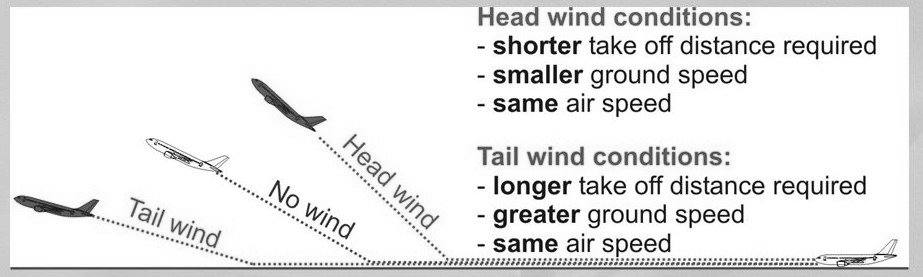 Head wind conditions:
- shorter take off distance required
- smaller ground speed
- same air speed
Head wind
No wind
Tail wind
Tail wind conditions:
- longer take off distance required
- greater ground speed
- same air speed